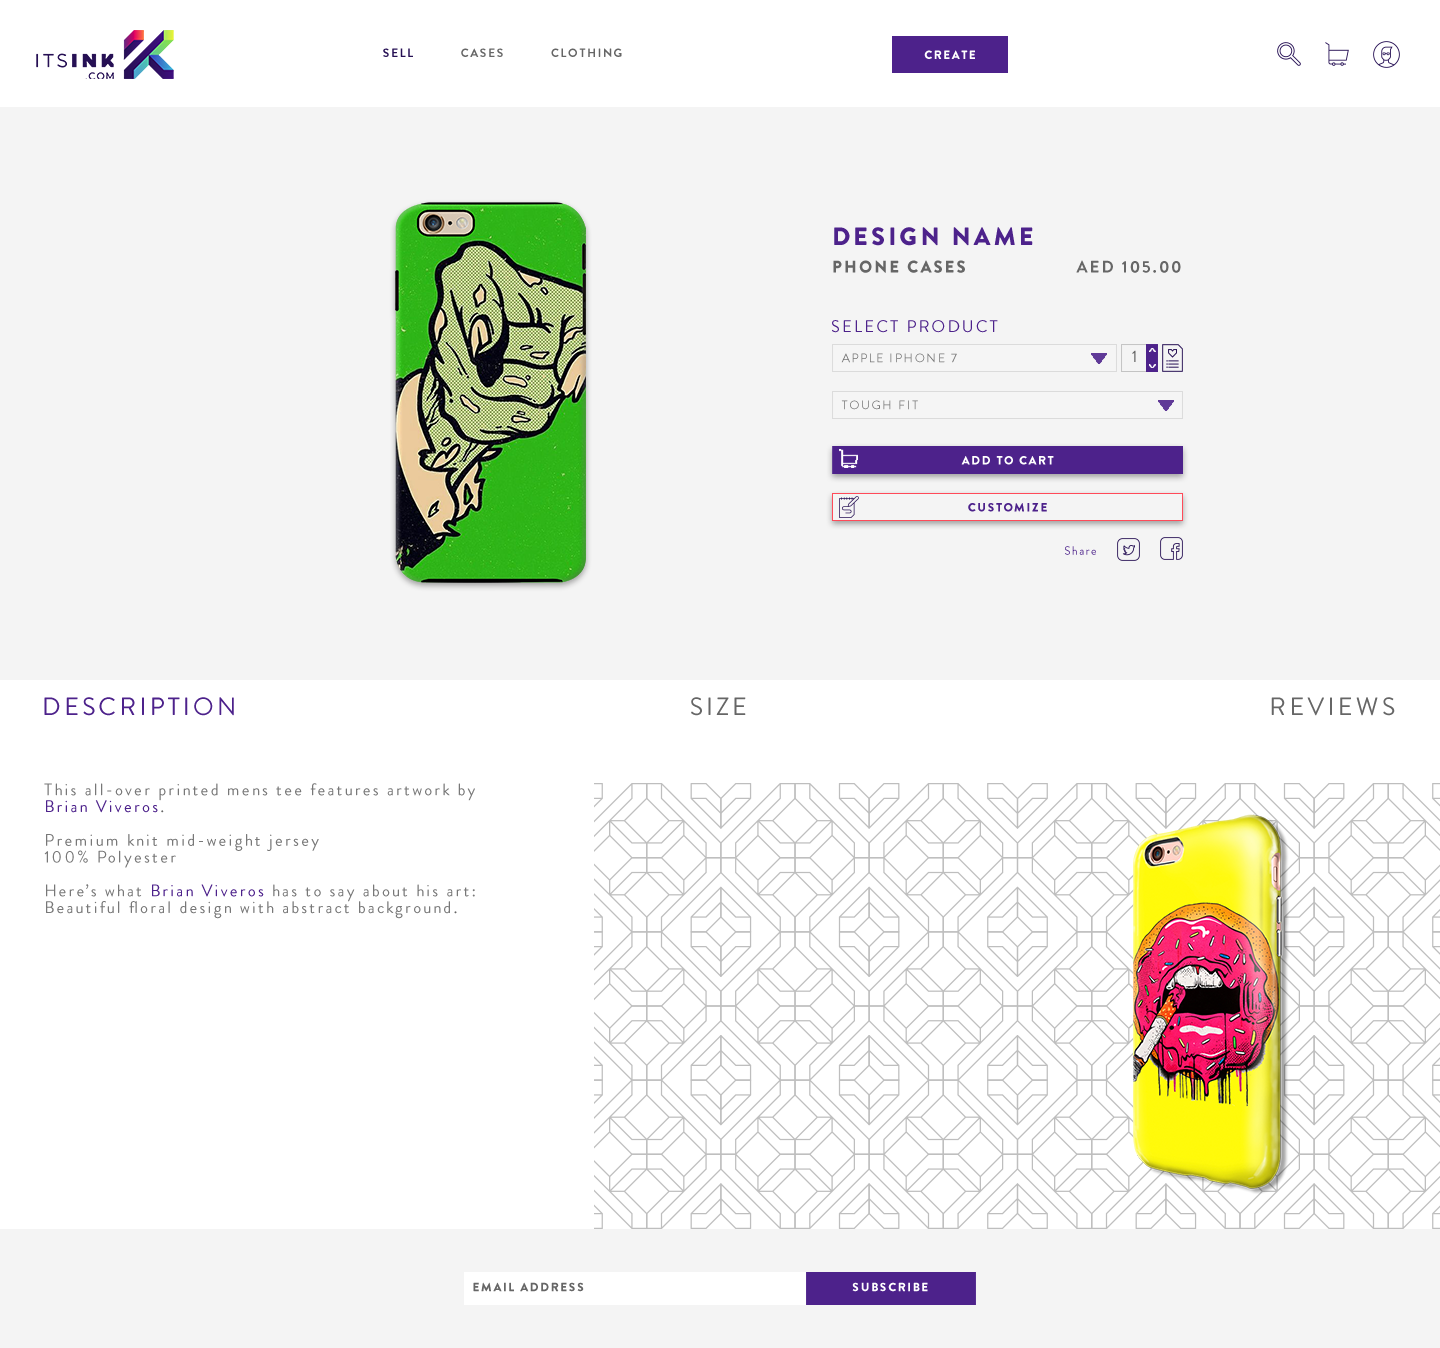 ITSINK
.COM
SELL
CASES
CLOTHING
CREATE
DESIGN NAME
PHONE CASES
AED 105.00
SELECT PRODUCT
APPLE IPHONE 7
1
TOUGH FIT
ADD TO CART
CUSTOMIZE
Share
DESCRIPTION
SIZE
REVIEWS
This all-over printed mens tee features artwork by
Brian Viveros.
Premium knit mid-weight jersey
100% Polyester
Here’s what Brian Viveros has to say about his art:
Beautiful floral design with abstract background.
EMAIL ADDRESS
SUBSCRIBE